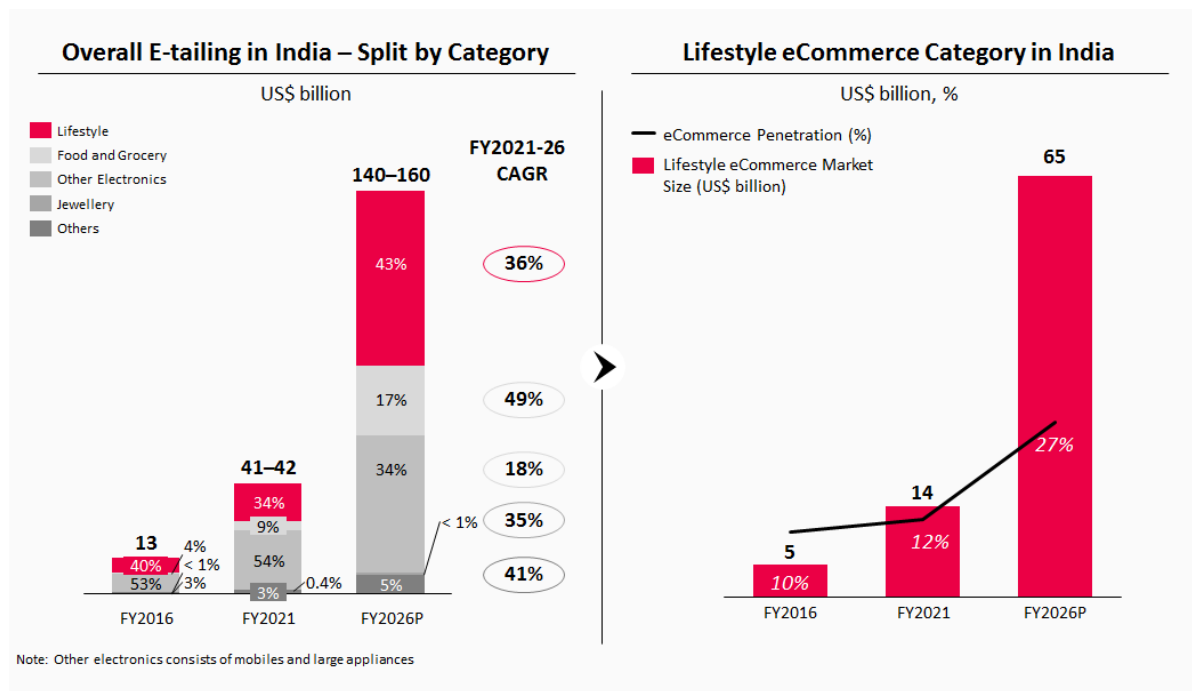 Overall E-tailing in India – Split by Category
US$ billion
Lifestyle
Food and Grocery
Other Electronics
Jewellery
Others
FY2021-26
CAGR
140–160
43%
36%
17%
49%
34%
18%
< 1%
35%
5%
41%
41–42
34%
9%
54%
3%
0.4%
13
40%
4%
< 1%
53%
3%
FY2016
FY2021
FY2026P
Note: Other electronics consists of mobiles and large appliances
Lifestyle eCommerce Category in India
US$ billion, %
eCommerce Penetration (%)
Lifestyle eCommerce Market
Size (US$ billion)
65
27%
14
12%
5
10%
FY2016
FY2021
FY2026P